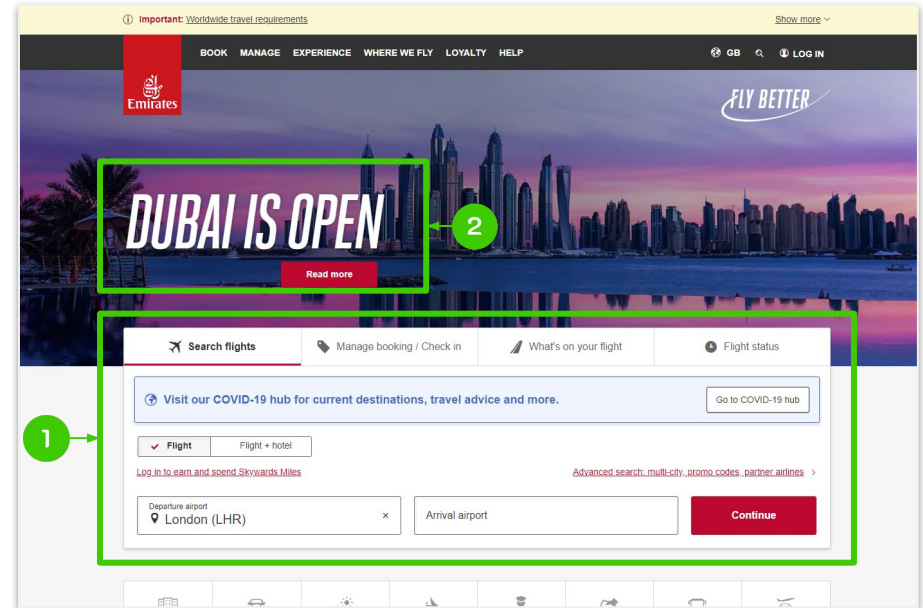 Important: Worldwide travel requirements
Show more
BOOK MANAGE EXPERIENCE WHERE WE FLY LOYALTY HELP
GB LOG IN
Emirates
FLY BETTER
DUBAI IS OPEN
2
Read more
Search flights
Manage booking / Check in
What's on your flight
Flight status
Visit our COVID-19 hub for current destinations, travel advice and more.
Go to COVID-19 hub
1
Flight
Flight + hotel
Log in to earn and spend Skywards Miles
Advanced search: multi-city, promo codes, partner airlines
Departure airport
London (LHR)
×
Arrival airport
Continue